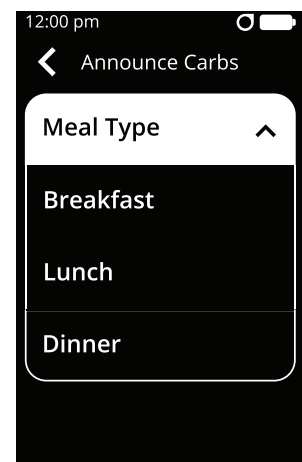 12:00 pm
Announce Carbs
Meal Type
Breakfast
Lunch
Dinner